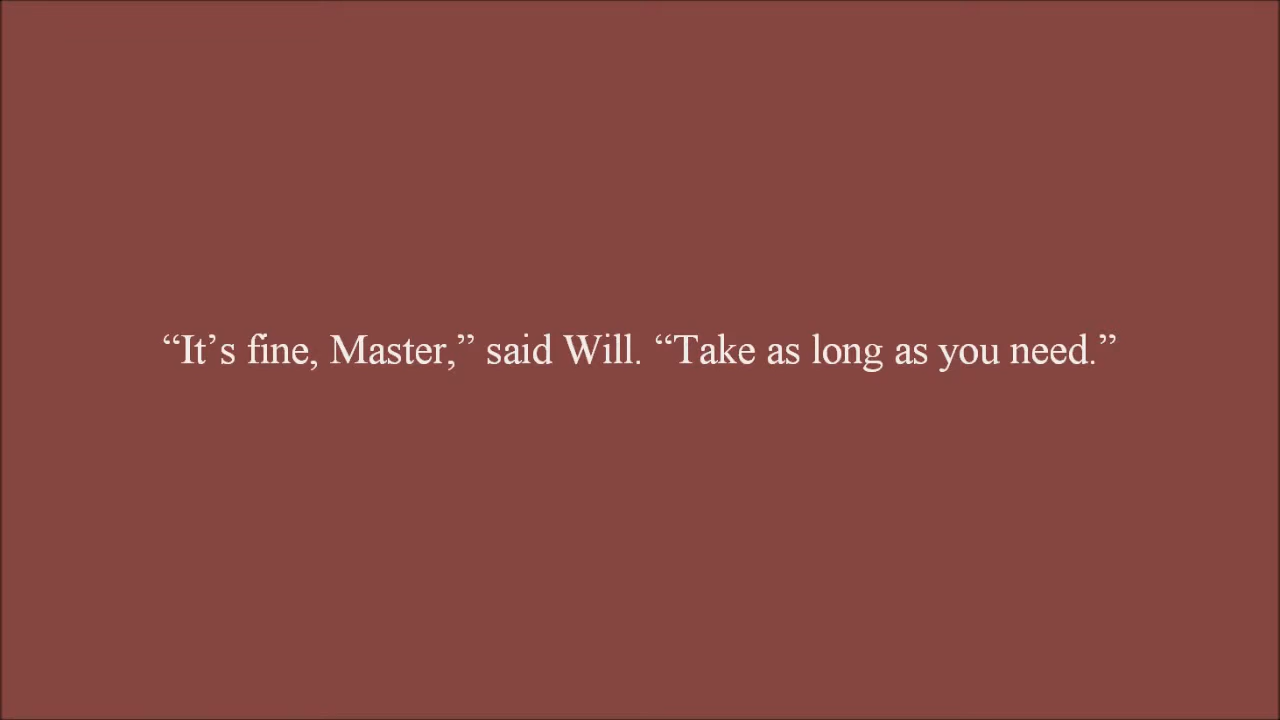 “It’s fine, Master,” said Will. “Take as long as you need.”